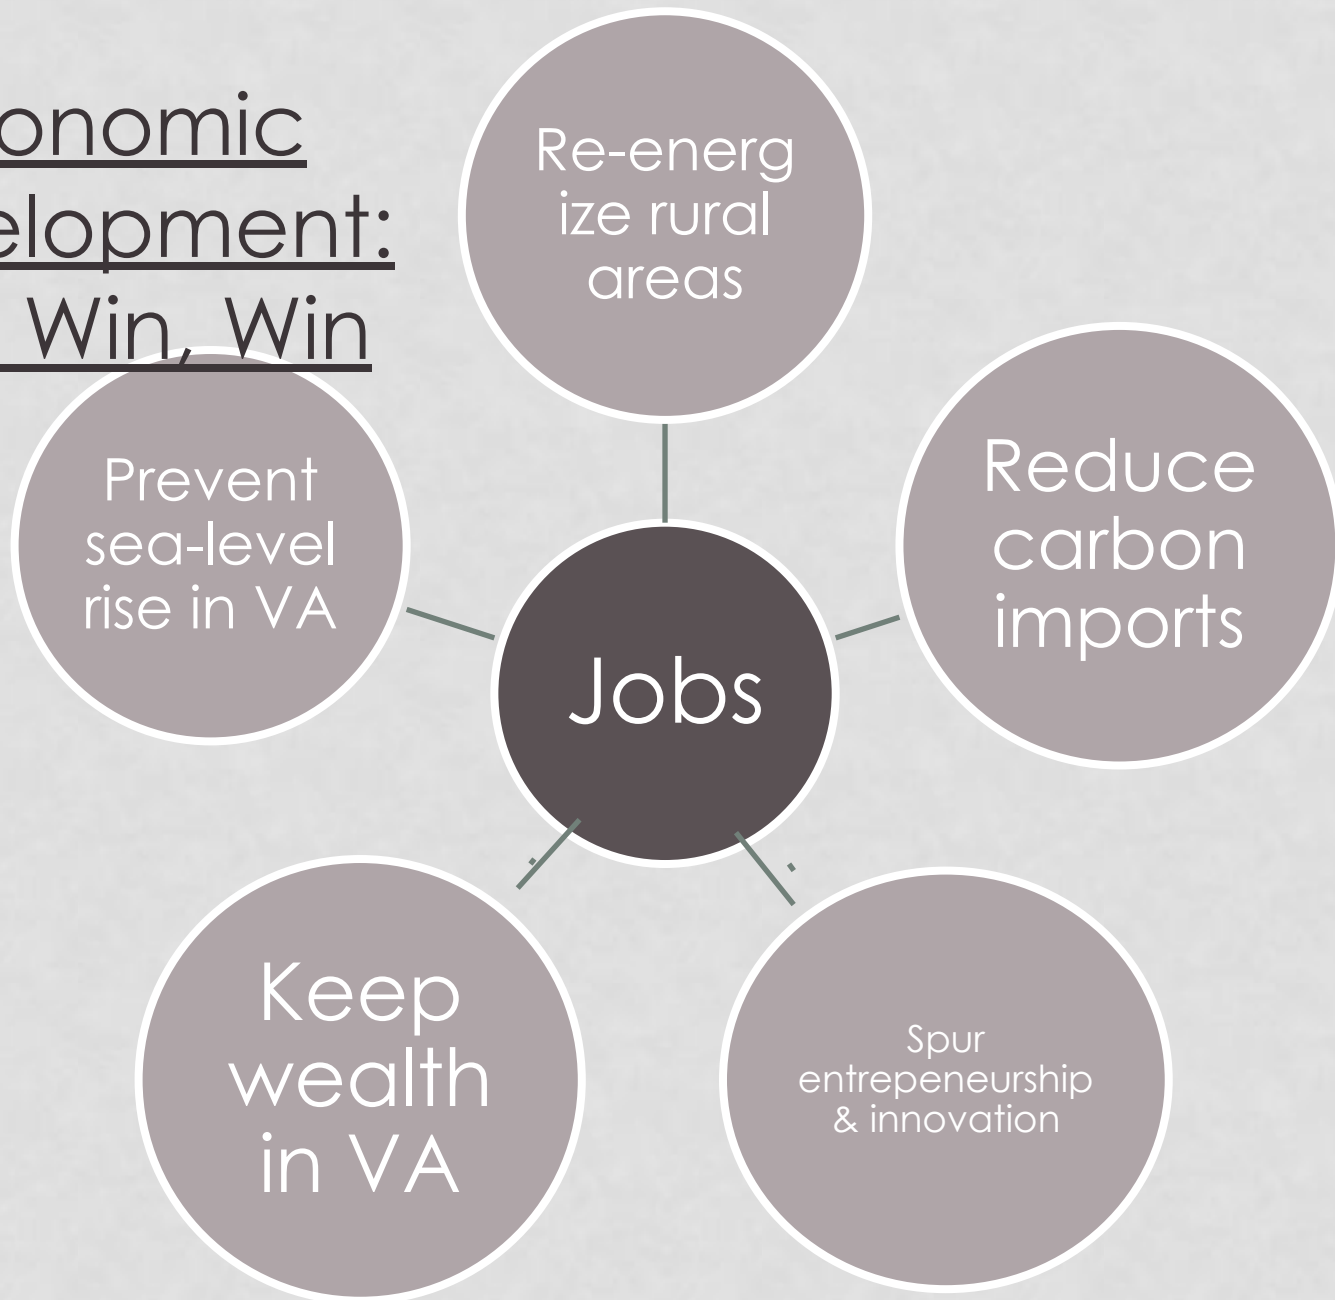 onomic
elopment:
Win, Win
Re-energ
ize rural
areas
Reduce
carbon
imports
Prevent
sea-level
rise in VA
Jobs
Keep
wealth
in VA
Spur
entrepeneurship
& innovation